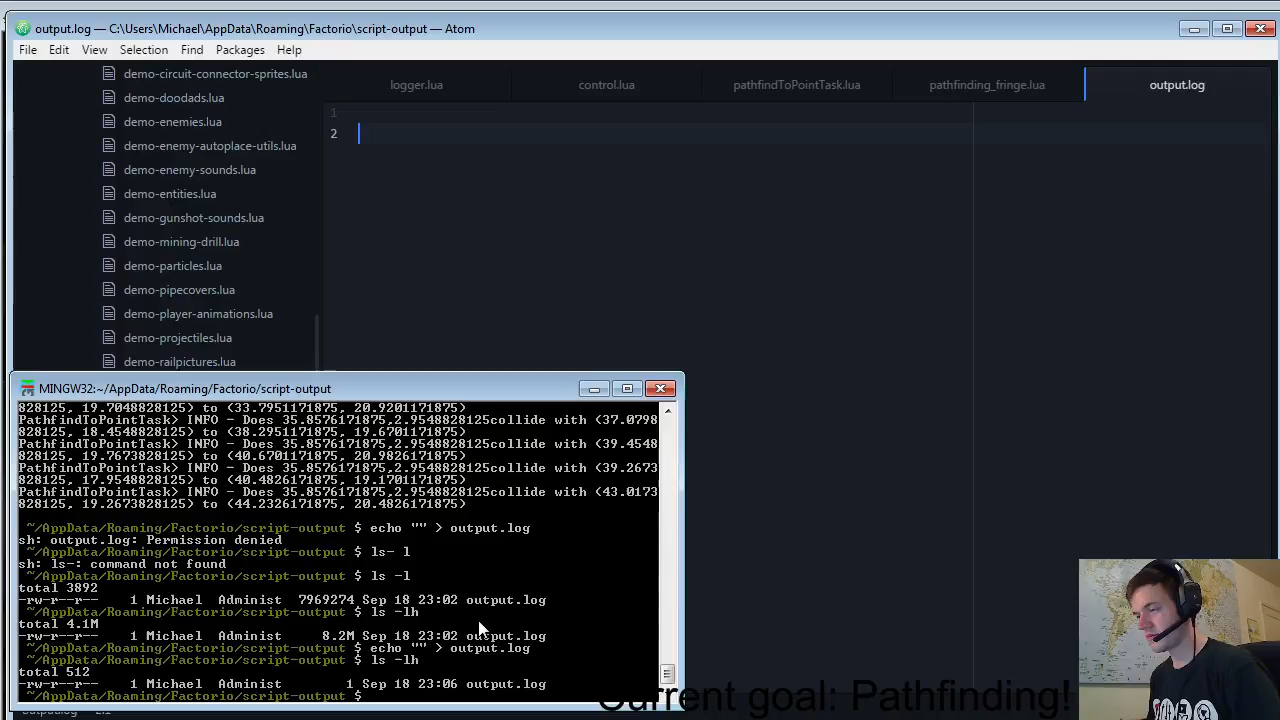 output.log — C:\Users\Michael\AppData\Roaming\Factorio\script-output — Atom
File Edit View Selection Find Packages Help
logger.lua control.lua pathfindToPointTask.lua pathfinding_fringe.lua output.log
demo-circuit-connector-sprites.lua
demo-doodads.lua
demo-enemies.lua
demo-enemy-autoplace-utils.lua
demo-enemy-sounds.lua
demo-entities.lua
demo-gunshot-sounds.lua
demo-mining-drill.lua
demo-particles.lua
demo-pipecovers.lua
demo-player-animations.lua
demo-projectiles.lua
demo-railpictures.lua
1
2
MINGW32:~/AppData/Roaming/Factorio/script-output
828125, 19.7048828125) to (33.7951171875, 20.9201171875)
PathfindToPointTask> INFO - Does 35.8576171875,2.9548828125collide with (37.0798
828125, 18.4548828125) to (38.2951171875, 19.6701171875)
PathfindToPointTask> INFO - Does 35.8576171875,2.9548828125collide with (39.4548
828125, 19.7673828125) to (40.6701171875, 20.9826171875)
PathfindToPointTask> INFO - Does 35.8576171875,2.9548828125collide with (39.2673
828125, 17.9548828125) to (40.4826171875, 19.1701171875)
PathfindToPointTask> INFO - Does 35.8576171875,2.9548828125collide with (43.0173
828125, 19.2673828125) to (44.2326171875, 20.4826171875)
~/AppData/Roaming/Factorio/script-output $ echo "" > output.log
sh: output.log: Permission denied
~/AppData/Roaming/Factorio/script-output $ ls- l
sh: ls-: command not found
~/AppData/Roaming/Factorio/script-output $ ls -l
total 3892
-rw-r--r-- 1 Michael Administ 7969274 Sep 18 23:02 output.log
~/AppData/Roaming/Factorio/script-output $ ls -lh
total 4.1M
-rw-r--r-- 1 Michael Administ 8.2M Sep 18 23:02 output.log
~/AppData/Roaming/Factorio/script-output $ echo "" > output.log
~/AppData/Roaming/Factorio/script-output $ ls -lh
total 512
-rw-r--r-- 1 Michael Administ 1 Sep 18 23:06 output.log
~/AppData/Roaming/Factorio/script-output $
Current goal: Pathfinding!